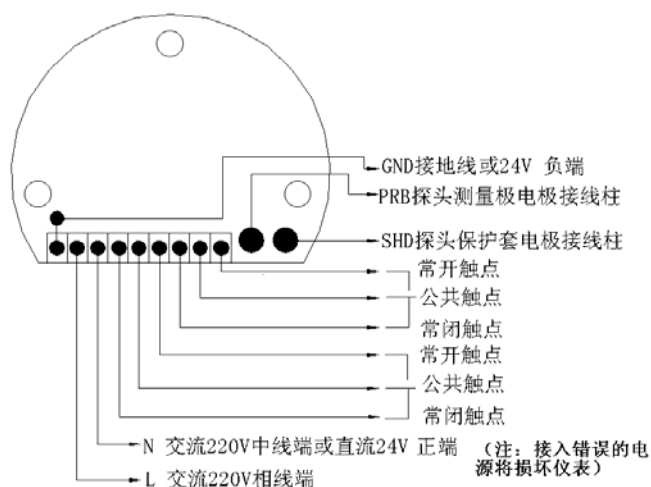 GND接地线或24V 负端
PRB探头测量极电极接线柱
SHD探头保护套电极接线柱
常开触点
公共触点
常闭触点
常开触点
公共触点
常闭触点
N 交流220V中线端或直流24V 正端
(注: 接入错误的电
源将损坏仪表)
L 交流220V相线端